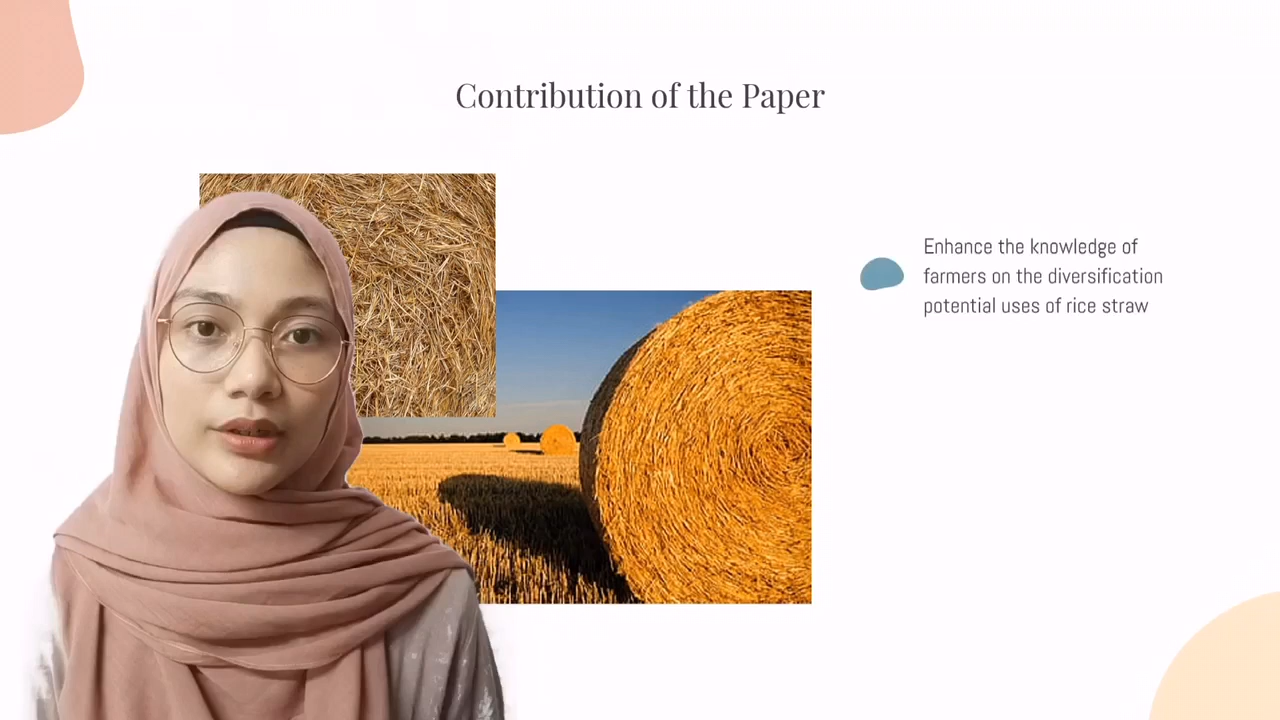 Contribution of the Paper
Enhance the knowledge of
farmers on the diversification
potential uses of rice straw